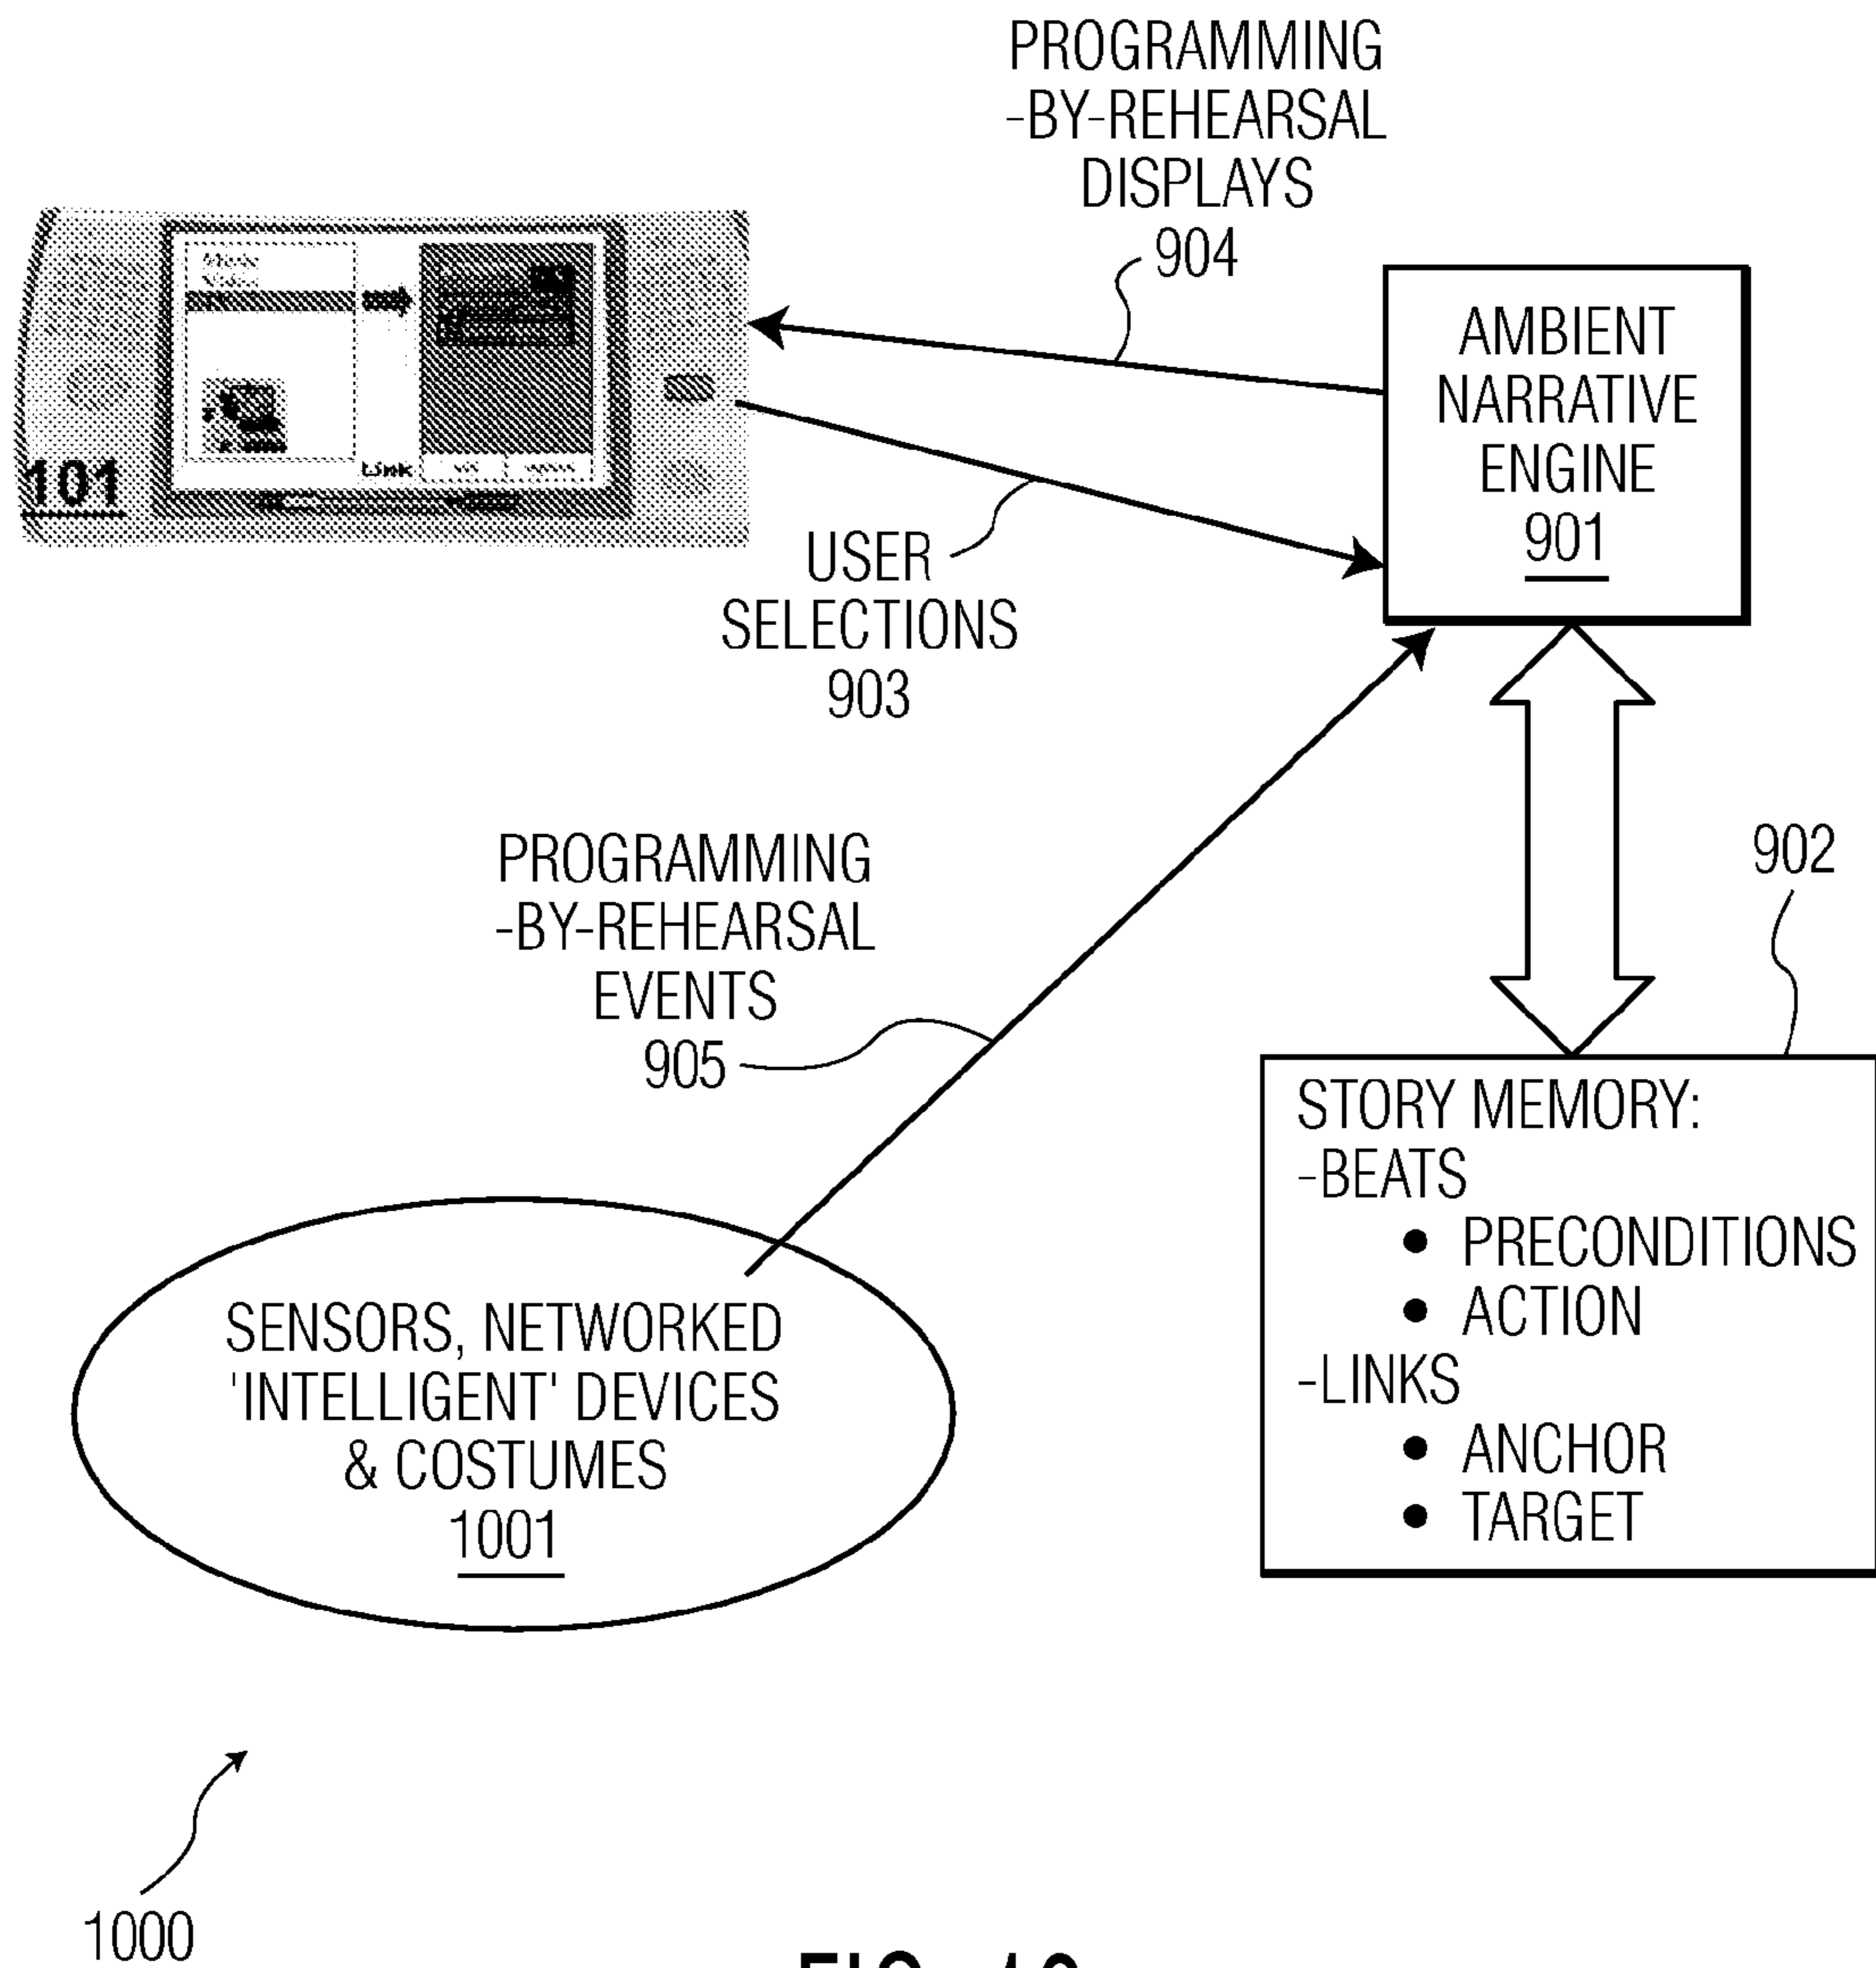 PROGRAMMING
-BY-REHEARSAL
DISPLAYS
904
101
Link
AMBIENT
NARRATIVE
ENGINE
901
USER
SELECTIONS
903
PROGRAMMING
-BY-REHEARSAL
EVENTS
905
902
STORY MEMORY:
-BEATS
• PRECONDITIONS
• ACTION
-LINKS
• ANCHOR
• TARGET
SENSORS, NETWORKED
'INTELLIGENT' DEVICES
& COSTUMES
1001
1000